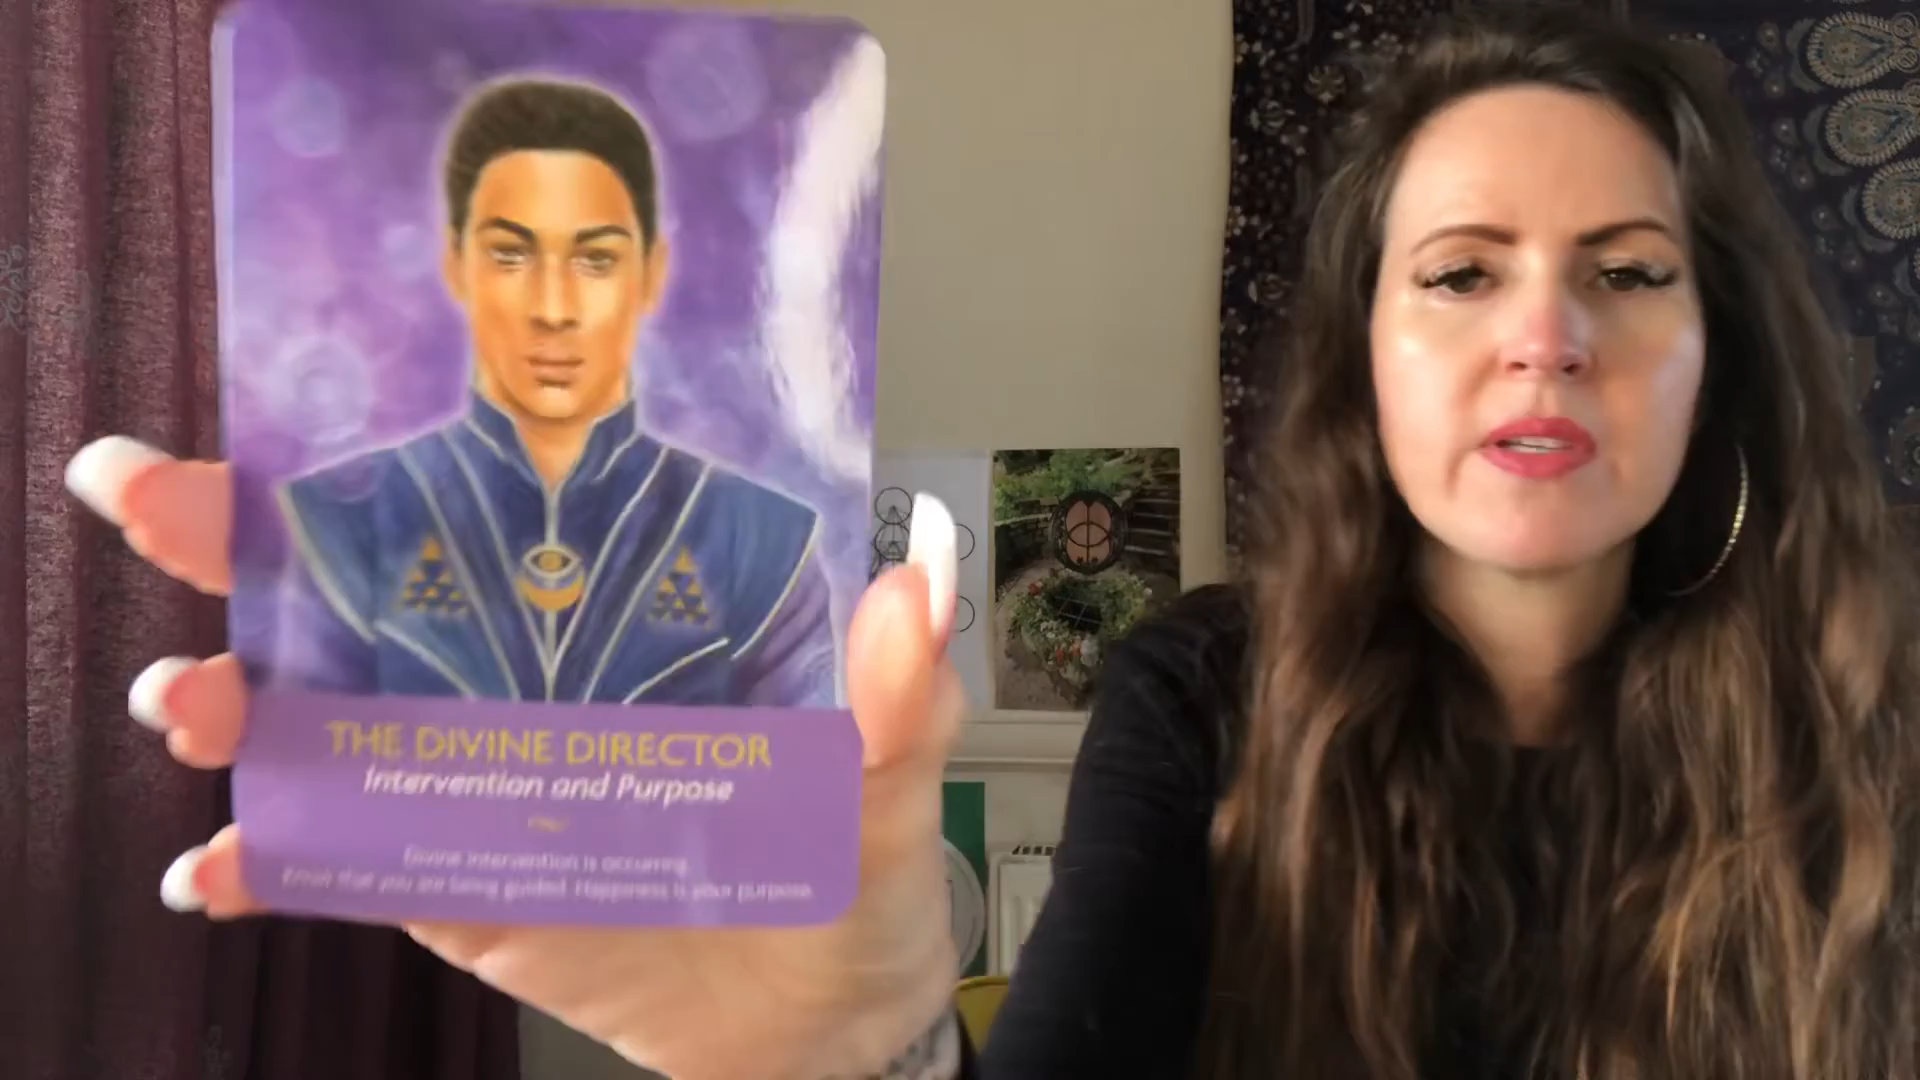 THE DIVINE DIRECTOR
Intervention and Purpose
Divine intervention is occurring.
Know that you are being guided. Happiness is your purpose.